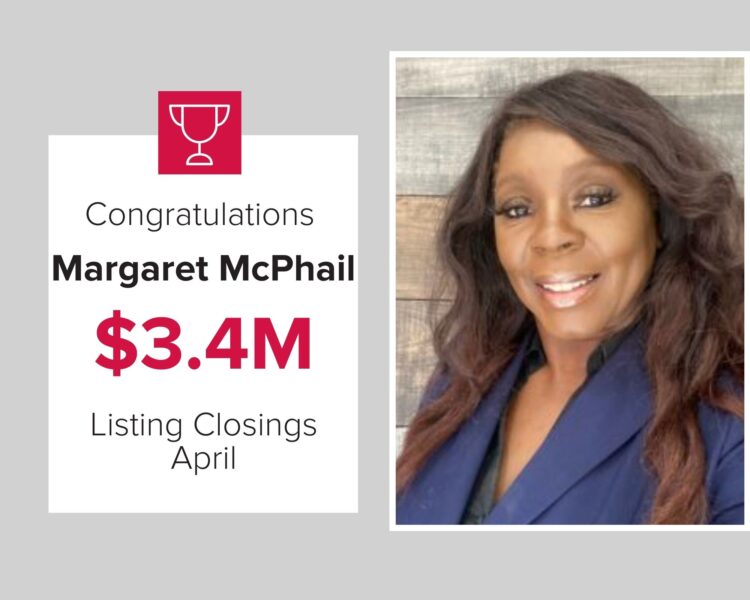 Congratulations
Margaret McPhail
$3.4M
Listing Closings
April